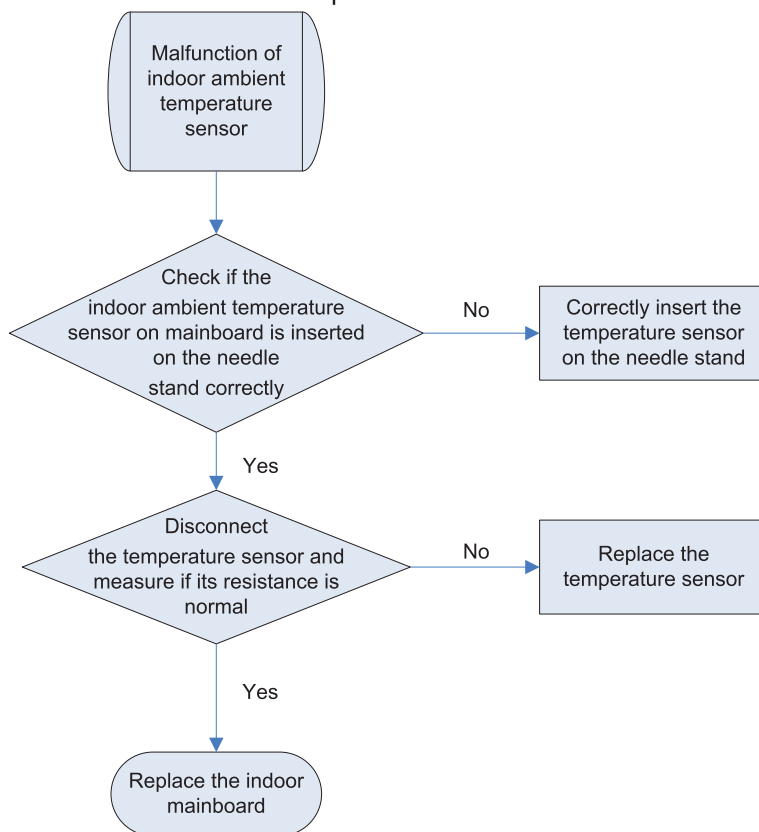 Malfunction of
indoor ambient
temperature
sensor
Check if the
indoor ambient temperature
sensor on mainboard is inserted
on the needle
stand correctly
No
Correctly insert the
temperature sensor
on the needle stand
Yes
Disconnect
the temperature sensor and
measure if its resistance is
normal
No
Replace the
temperature sensor
Yes
Replace the indoor
mainboard